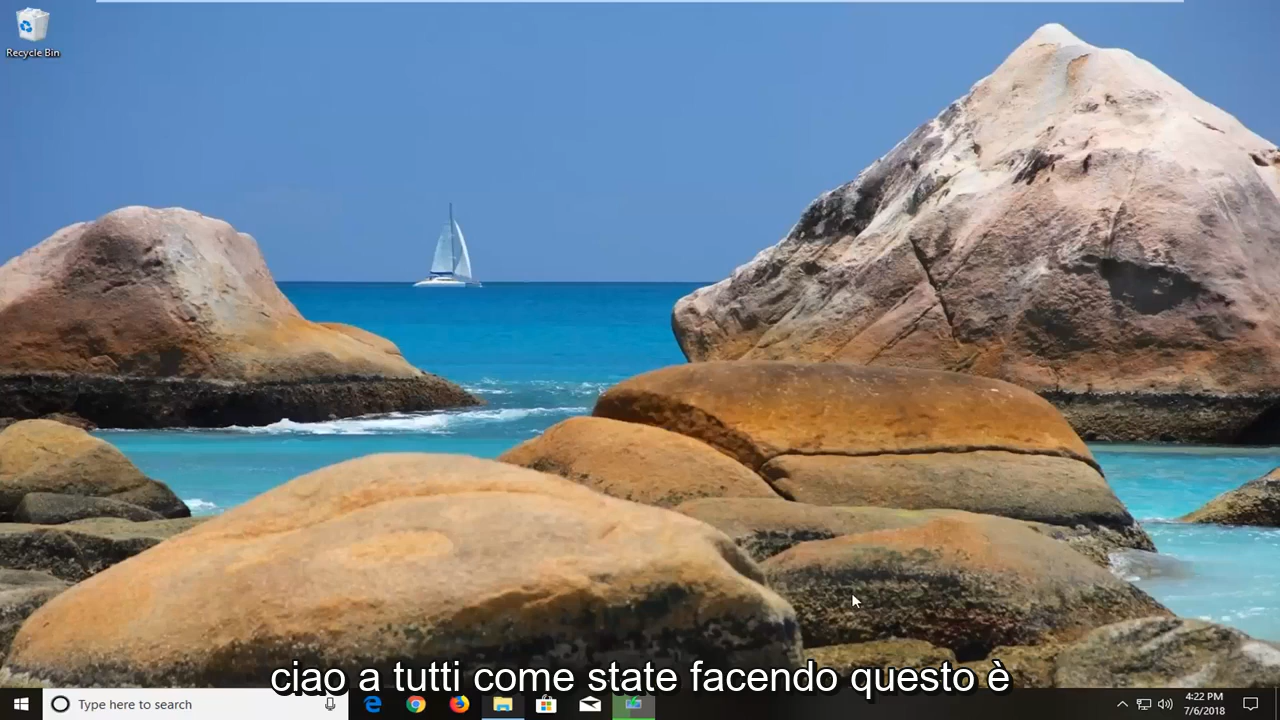 Recycle Bin
ciao a tutti come state facendo questo è
Type here to search
4:22 PM
7/6/2018